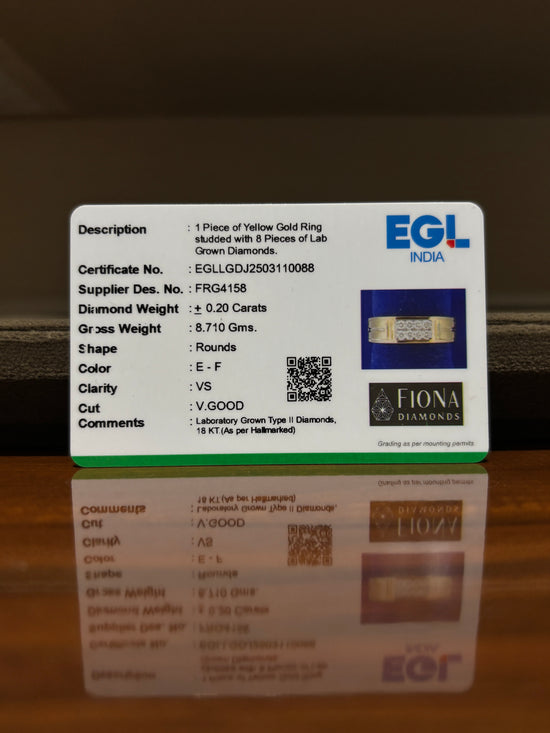 Description : 1 Piece of Yellow Gold Ring
studded with 8 Pieces of Lab
Grown Diamonds.
Certificate No. : EGLLGDJ2503110088
Supplier Des. No. : FRG4158
Diamond Weight : ± 0.20 Carats
Gross Weight : 8.710 Gms.
Shape : Rounds
Color : E - F
Clarity : VS
Cut : V.GOOD
Comments : Laboratory Grown Type II Diamonds,
18 KT.(As per Hallmarked)
EGL
INDIA
FIONA
DIAMONDS
Grading as per mounting permits